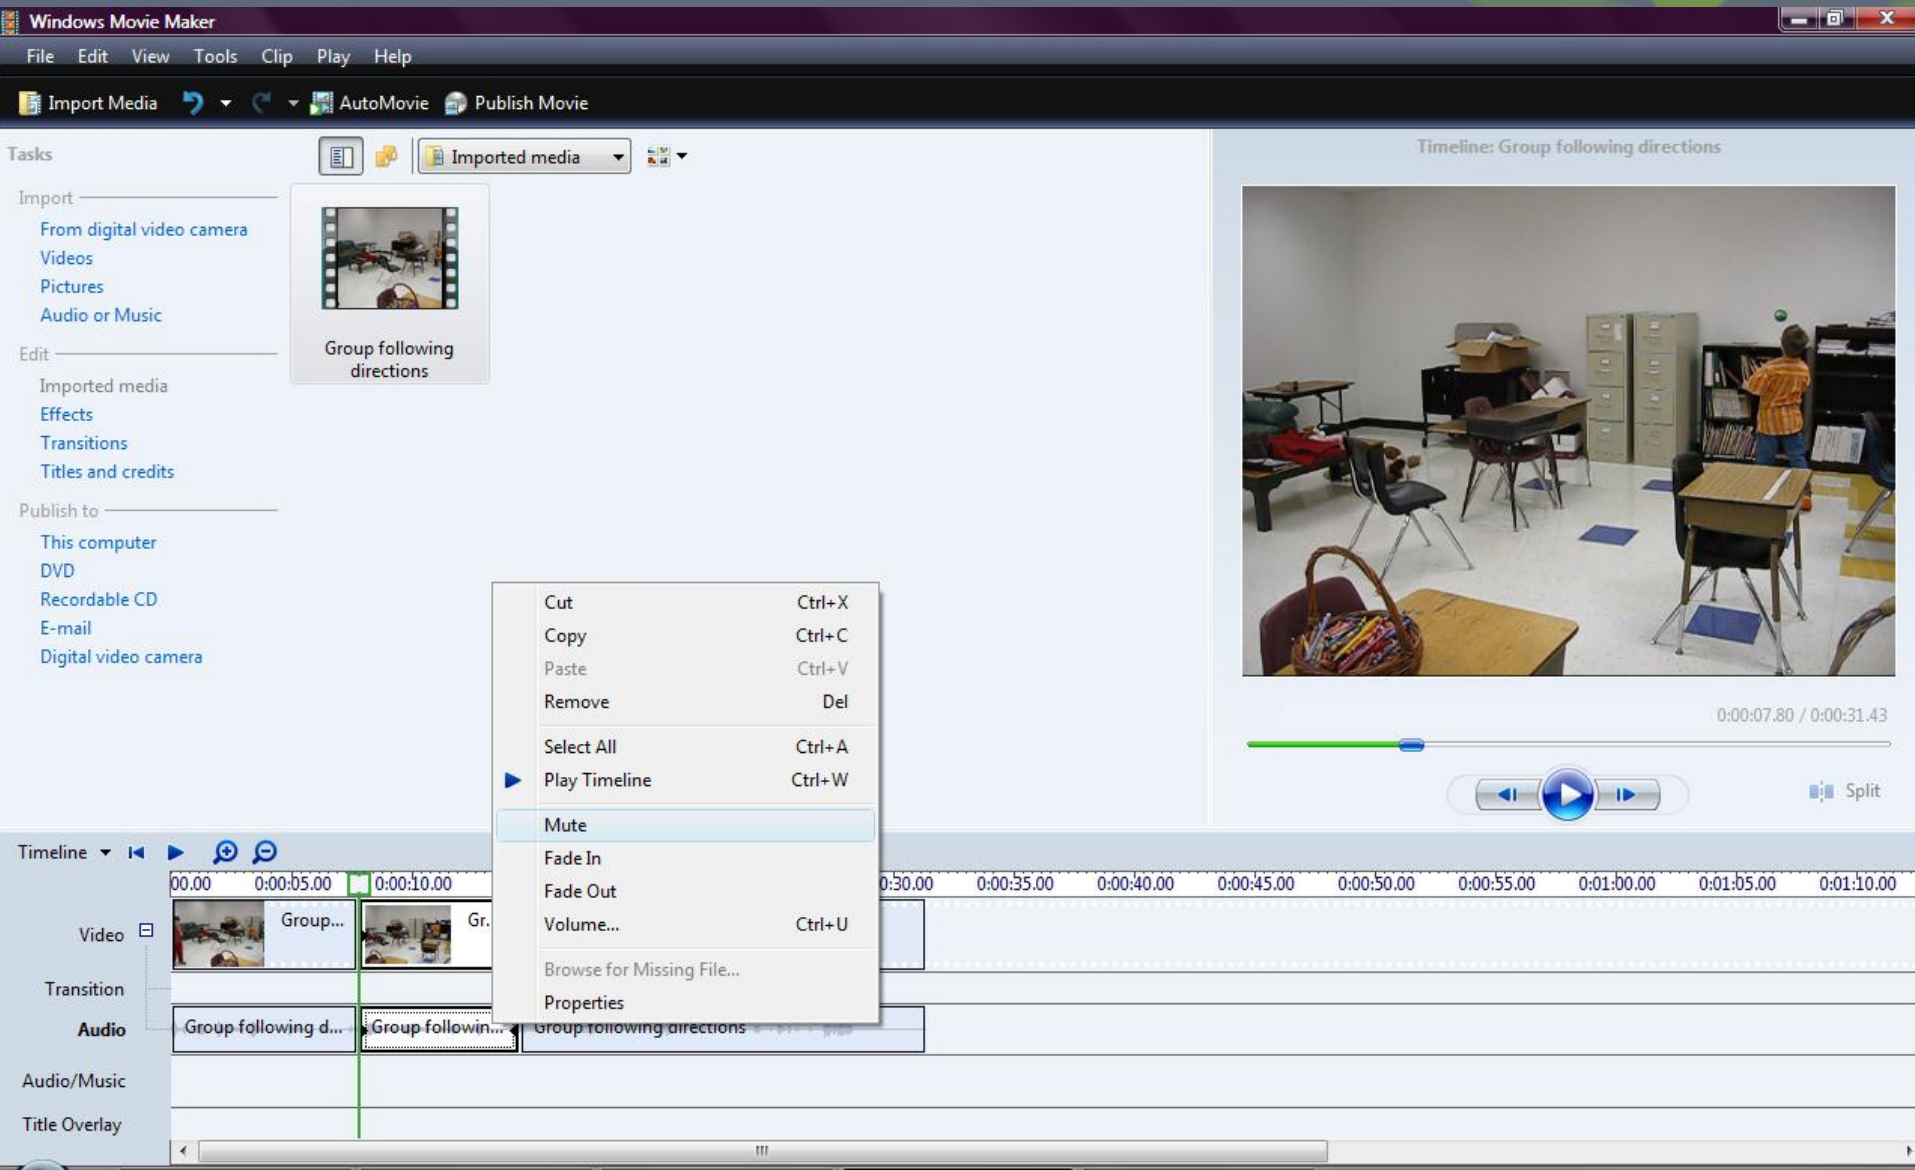 Windows Movie Maker
File Edit View Tools Clip Play Help
Import Media AutoMovie Publish Movie
Tasks
Imported media
Import
From digital video camera
Videos
Pictures
Audio or Music
Edit
Imported media
Effects
Transitions
Titles and credits
Publish to
This computer
DVD
Recordable CD
E-mail
Digital video camera
Group following
directions
Timeline: Group following directions
0:00:07.80 / 0:00:31.43
Split
Cut Ctrl+X
Copy Ctrl+C
Paste Ctrl+V
Remove Del
Select All Ctrl+A
Play Timeline Ctrl+W
Mute
Fade In
Fade Out
Volume... Ctrl+U
Browse for Missing File...
Properties
Timeline
00.00 0:00:05.00 0:00:10.00 0:30.00 0:00:35.00 0:00:40.00 0:00:45.00 0:00:50.00 0:00:55.00 0:01:00.00 0:01:05.00 0:01:10.00
Video Group... Gr.
Transition
Audio Group following d... Group followin... Group following directions
Audio/Music
Title Overlay